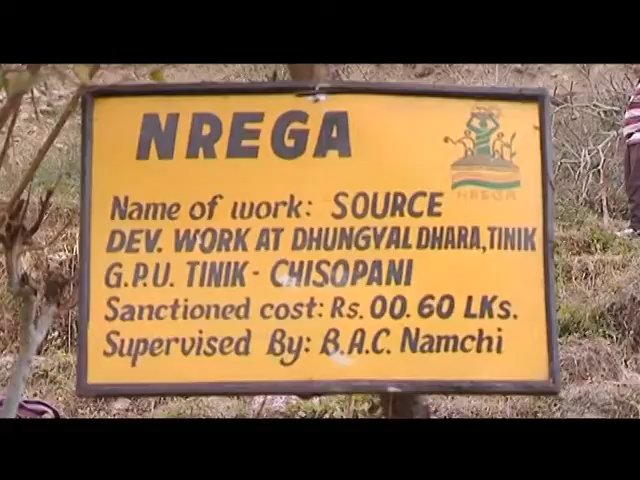 NREGA
NREGA
Name of work: SOURCE
DEV. WORK AT DHUNGYAL DHARA, TINIK
G.P.U. TINIK - CHISOPANI
Sanctioned cost: Rs. 00.60 LKs.
Supervised By: B.A.C. Namchi